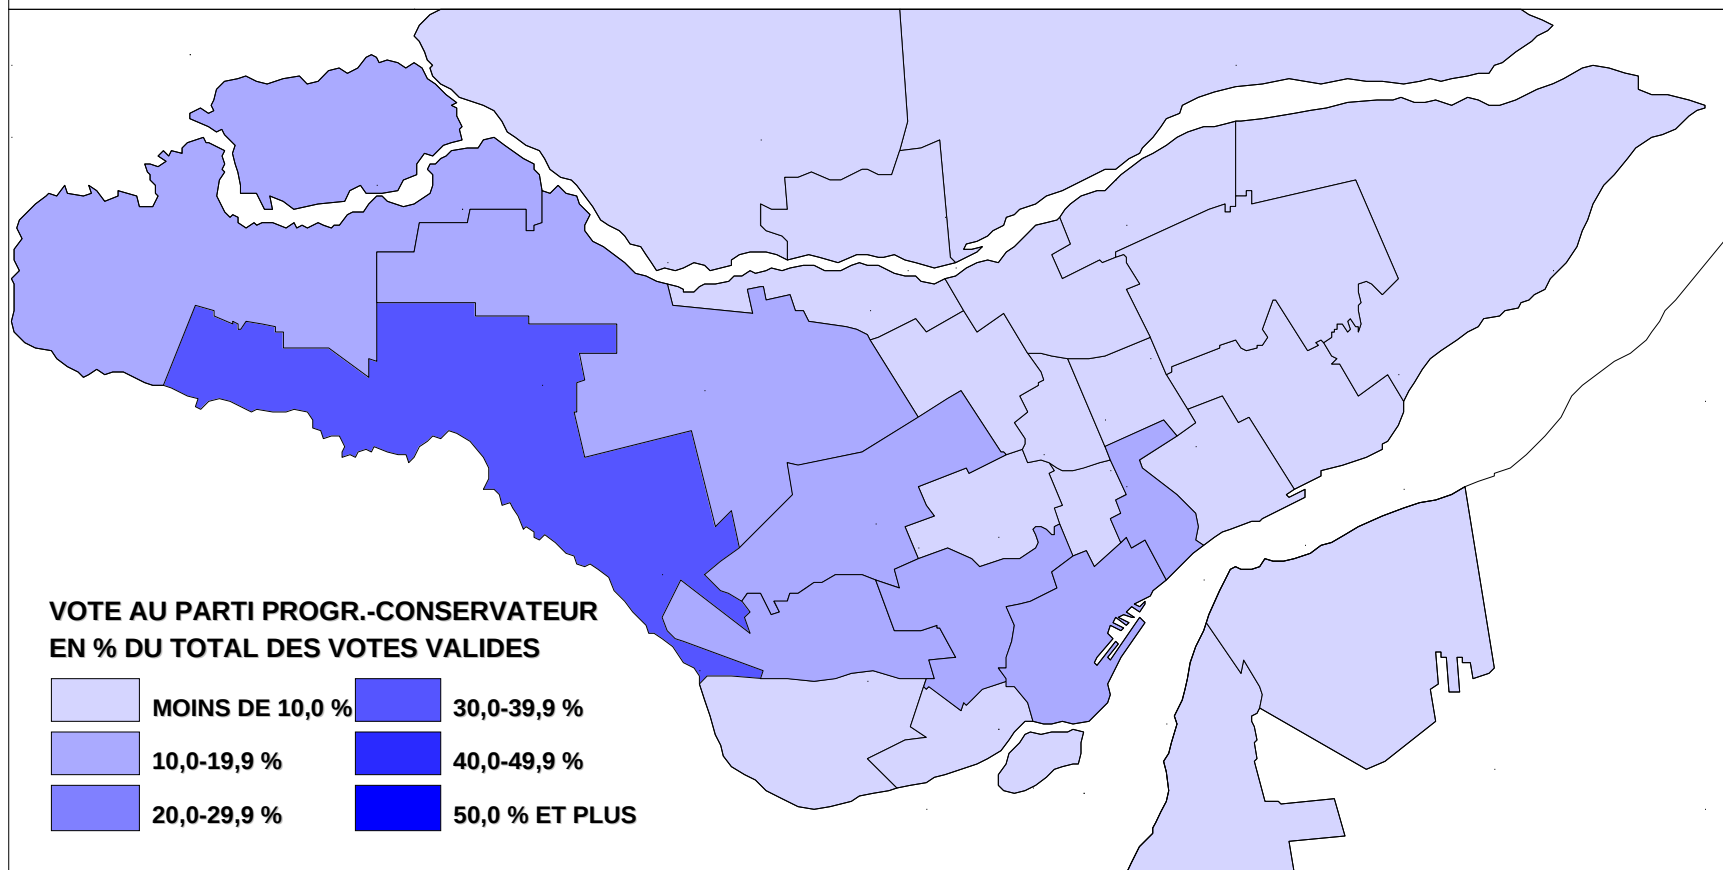 VOTE AU PARTI PROGR.-CONSERVATEUR
EN % DU TOTAL DES VOTES VALIDES
MOINS DE 10,0 %
30,0-39,9 %
10,0-19,9 %
40,0-49,9 %
20,0-29,9 %
50,0 % ET PLUS